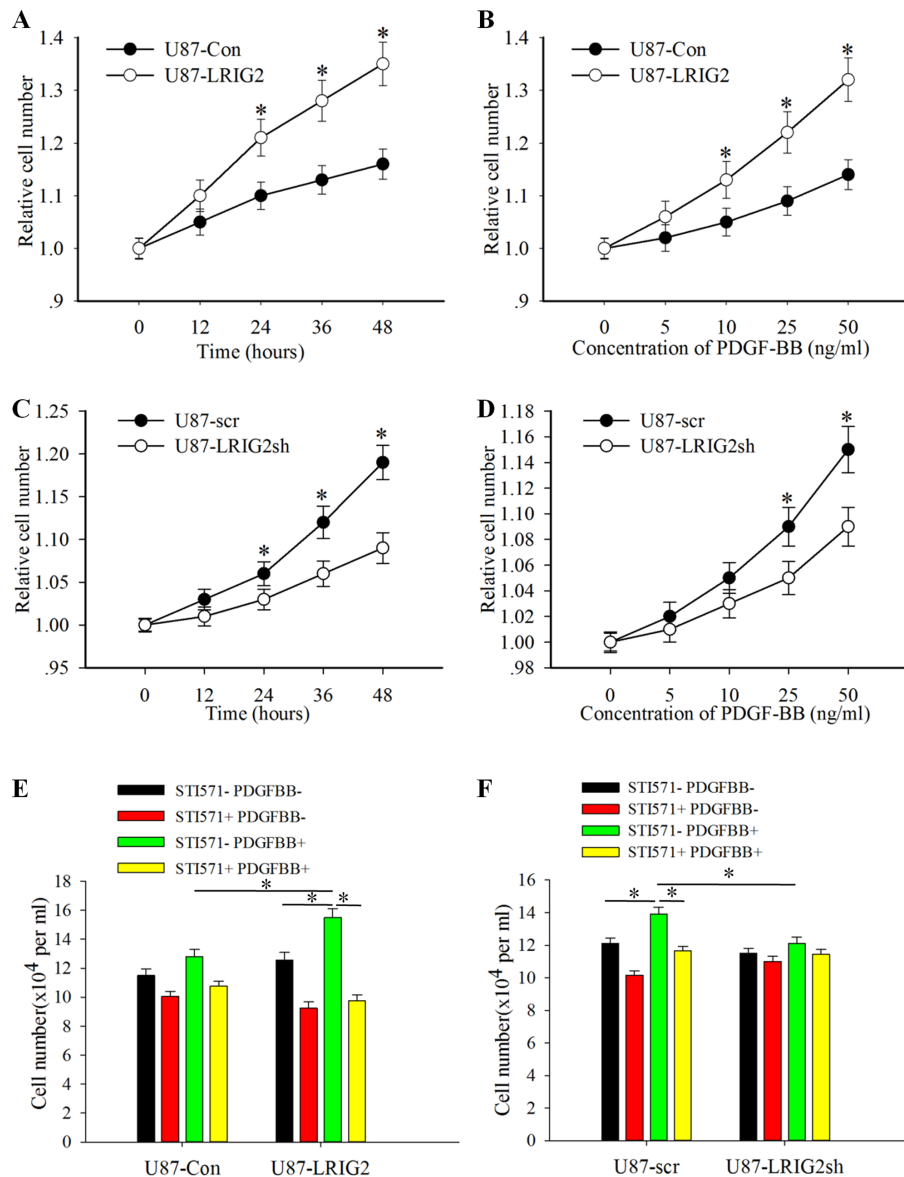 A
U87-Con
U87-LRIG2
Relative cell number
1.4
1.3
1.2
1.1
1.0
.9
* * *
0 12 24 36 48
Time (hours)
B
U87-Con
U87-LRIG2
Relative cell number
1.4
1.3
1.2
1.1
1.0
.9
* * *
0 5 10 25 50
Concentration of PDGF-BB (ng/ml)
C
U87-scr
U87-LRIG2sh
Relative cell number
1.25
1.20
1.15
1.10
1.05
1.00
.95
* * *
0 12 24 36 48
Time (hours)
D
U87-scr
U87-LRIG2sh
Relative cell number
1.18
1.16
1.14
1.12
1.10
1.08
1.06
1.04
1.02
1.00
.98
* *
0 5 10 25 50
Concentration of PDGF-BB (ng/ml)
E
STI571- PDGFBB-
STI571+ PDGFBB-
STI571- PDGFBB+
STI571+ PDGFBB+
Cell number(x10⁴ per ml)
18
16
14
12
10
8
6
4
2
0
*
* *
U87-Con U87-LRIG2
F
STI571- PDGFBB-
STI571+ PDGFBB-
STI571- PDGFBB+
STI571+ PDGFBB+
Cell number(x10⁴ per ml)
16
14
12
10
8
6
4
2
0
*
* *
U87-scr U87-LRIG2sh